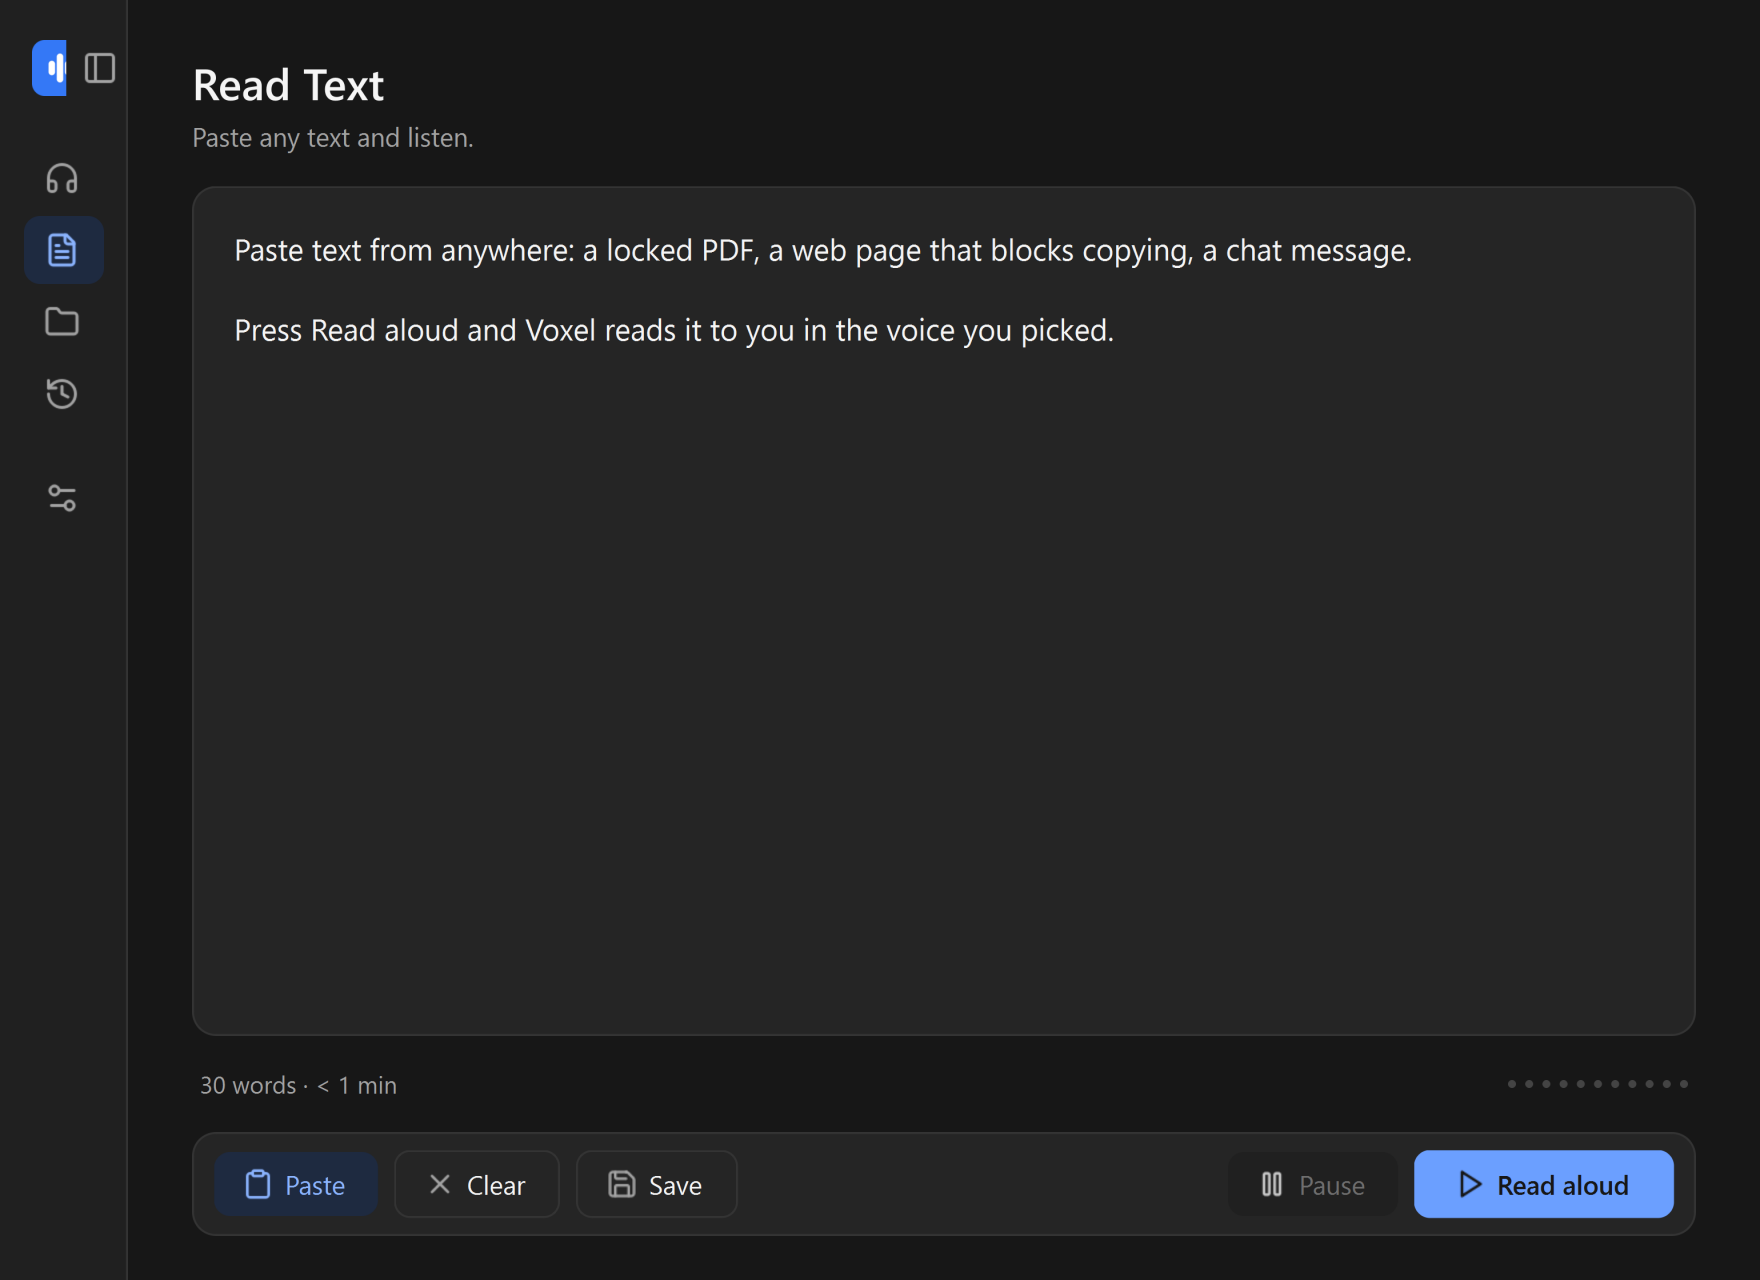 Read Text
Paste any text and listen.
Paste text from anywhere: a locked PDF, a web page that blocks copying, a chat message.
Press Read aloud and Voxel reads it to you in the voice you picked.
30 words · < 1 min
Paste
Clear
Save
Pause
Read aloud